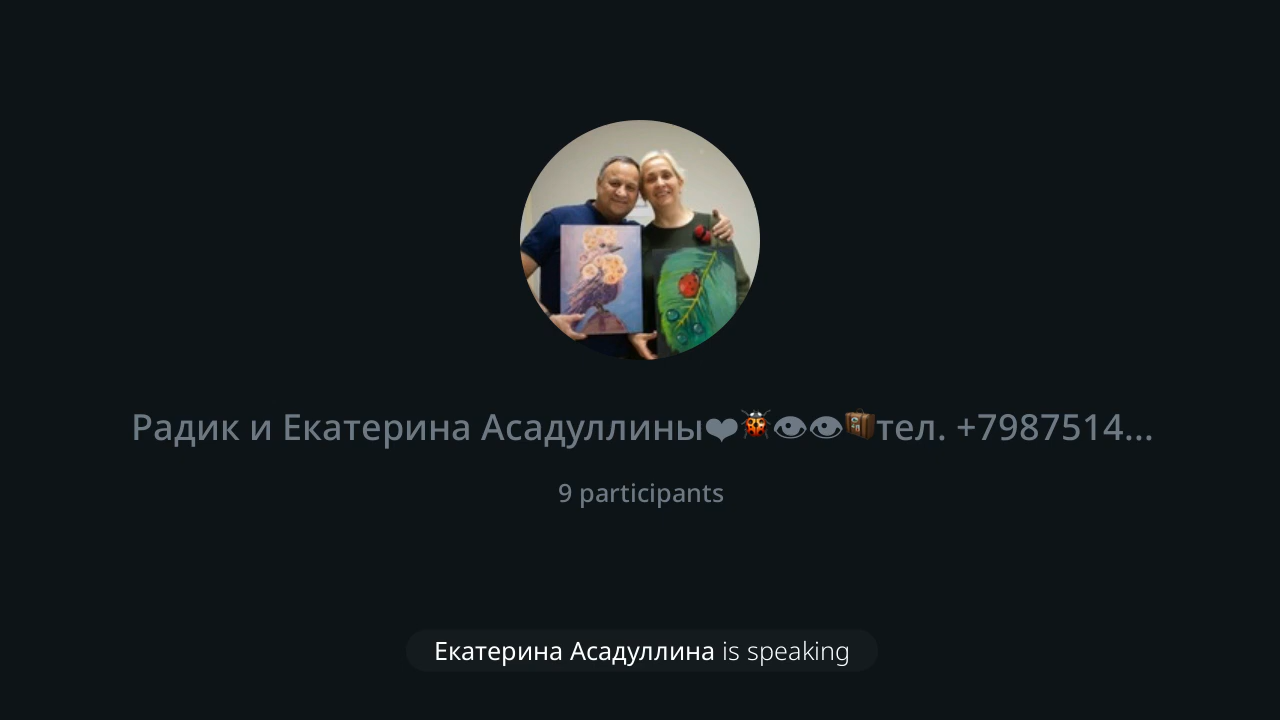 Радик и Екатерина Асадуллины❤🐞👁👁🧳тел. +7987514...
9 participants
Екатерина Асадуллина is speaking